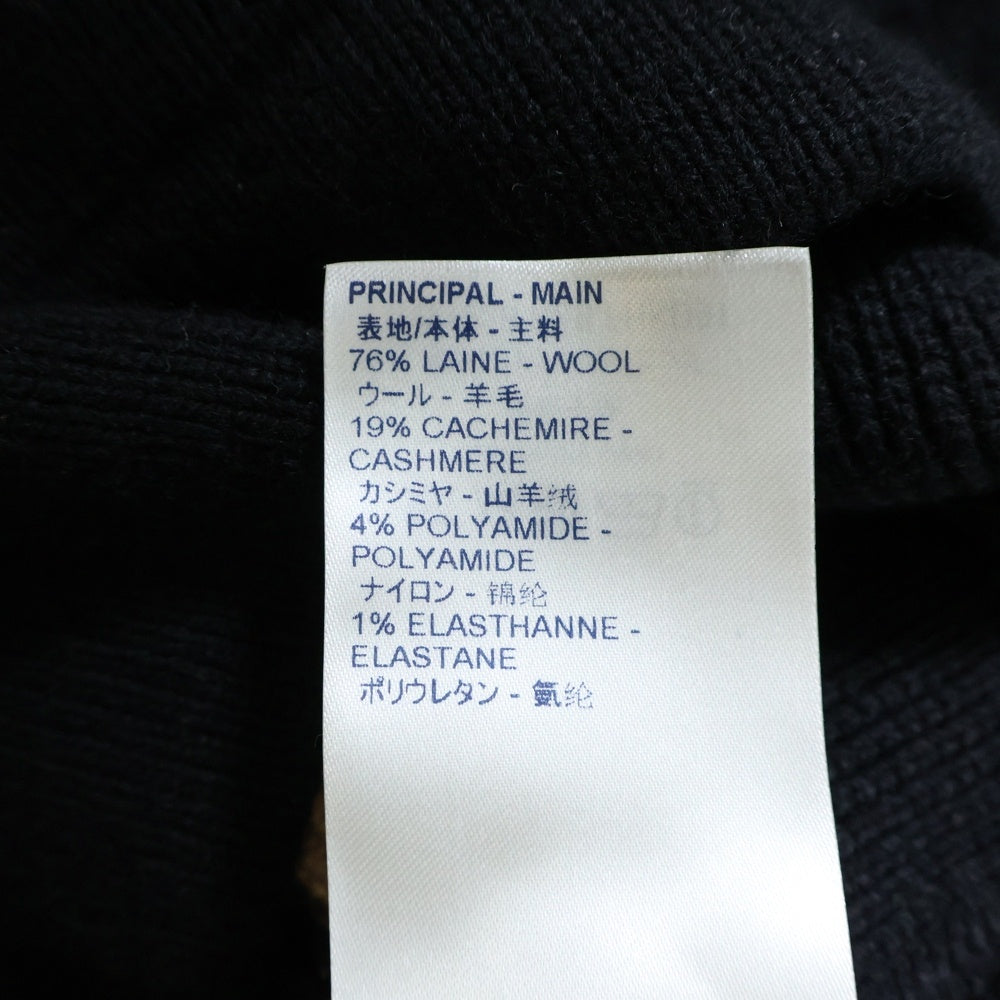 PRINCIPAL - MAIN
表地/本体 - 主料
76% LAINE - WOOL
ウール - 羊毛
19% CACHEMIRE -
CASHMERE
カシミヤ - 山羊绒
4% POLYAMIDE -
POLYAMIDE
ナイロン - 锦纶
1% ELASTHANNE -
ELASTANE
ポリウレタン - 氨纶